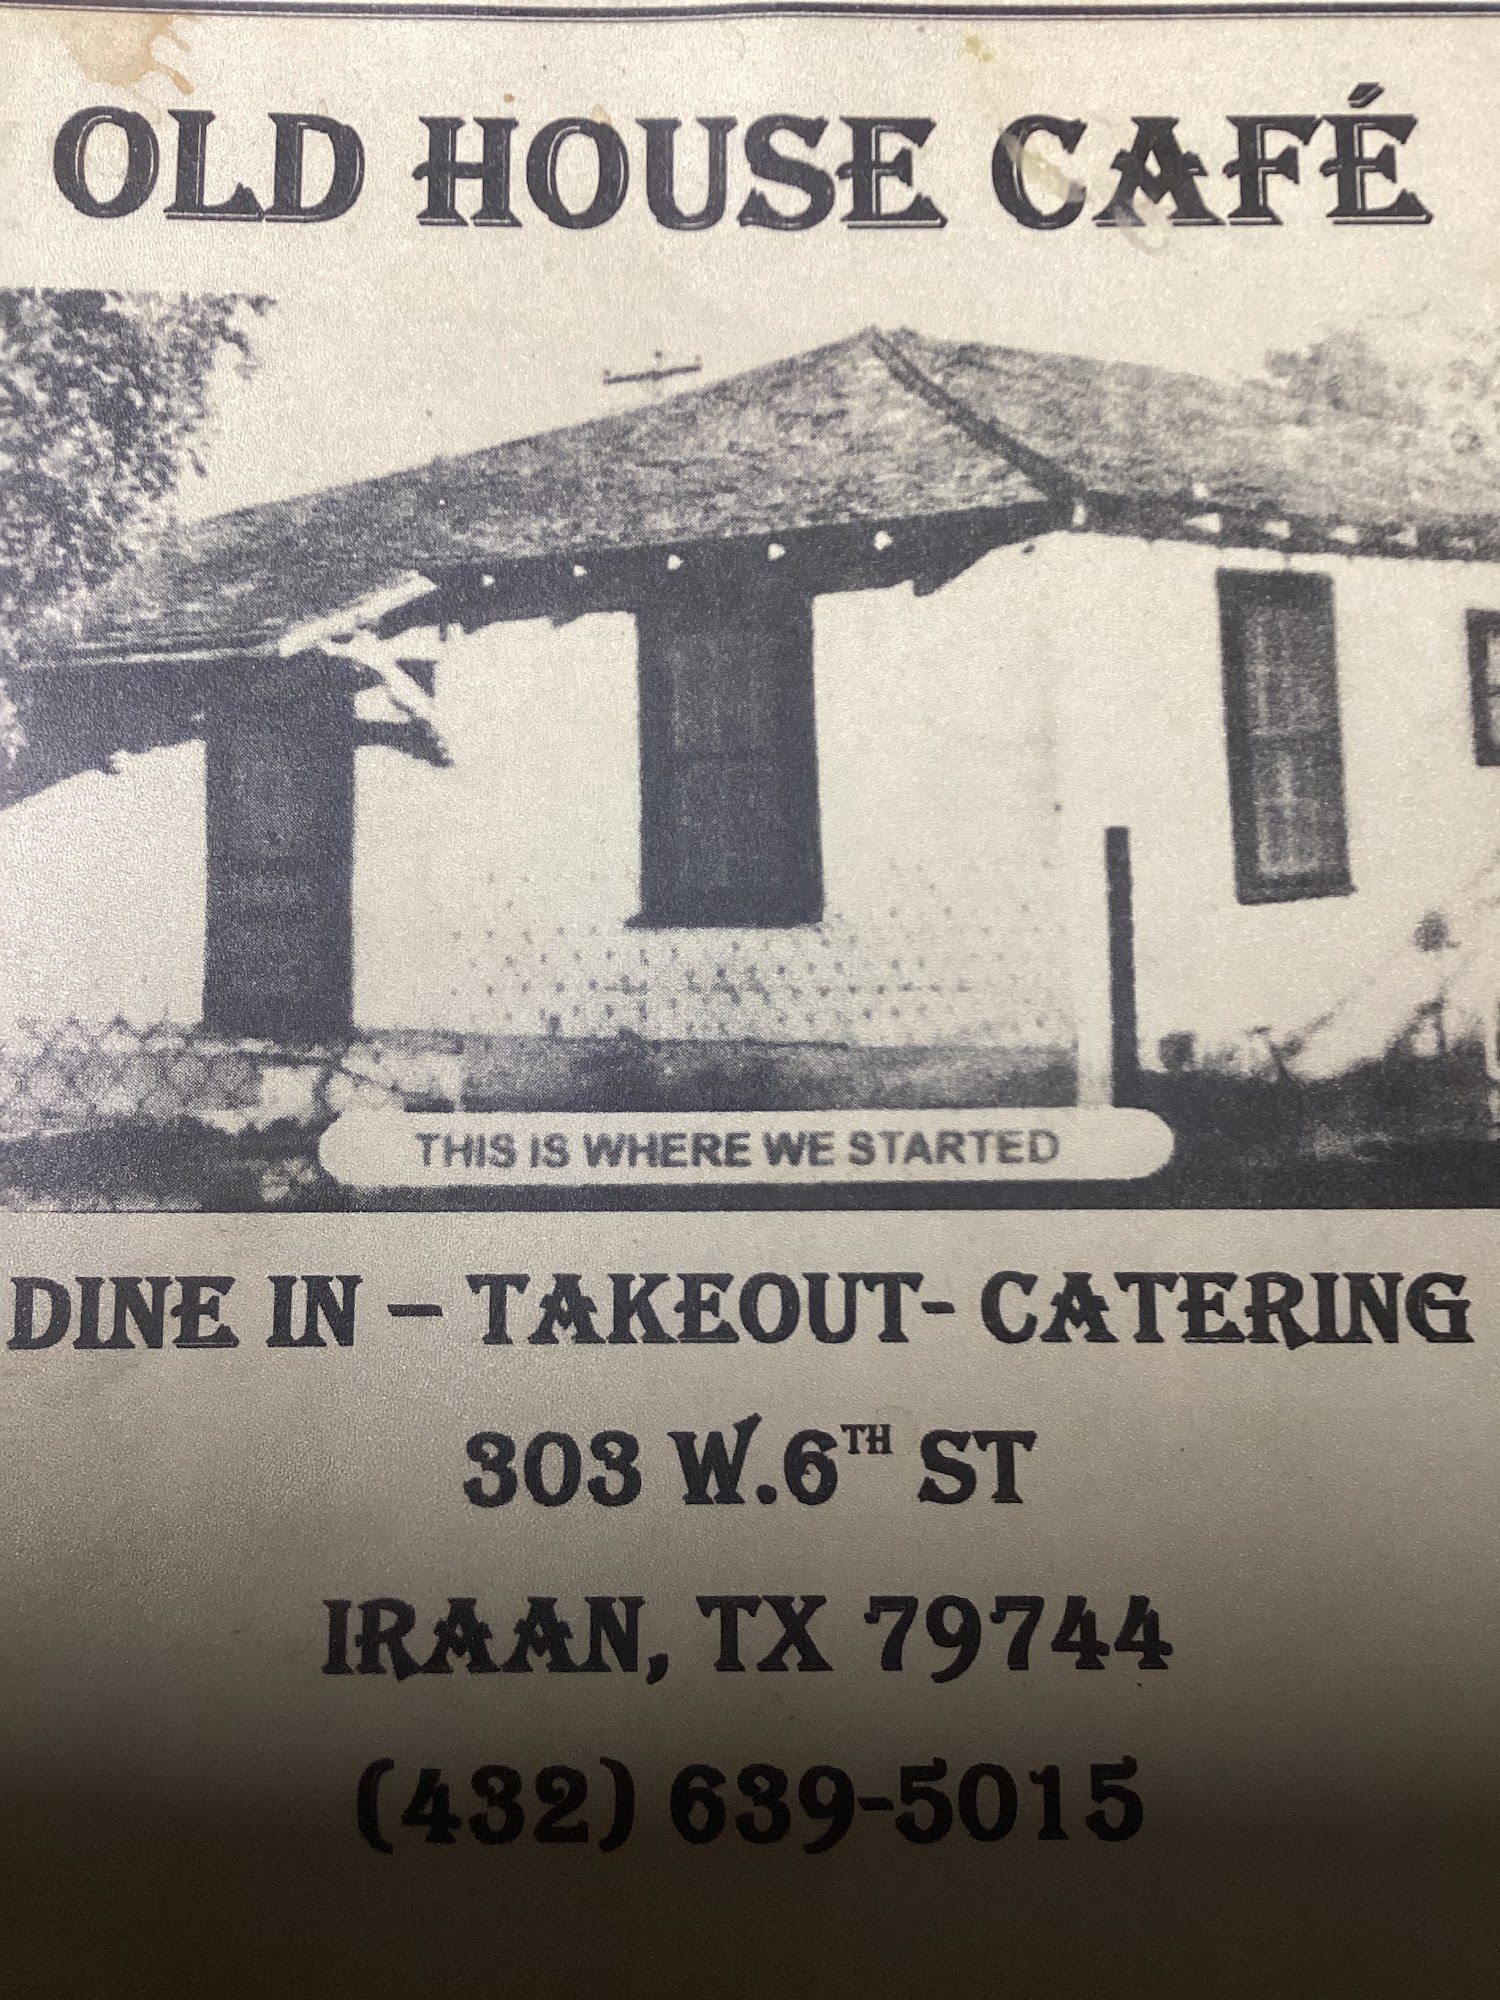 OLD HOUSE CAFÉ
THIS IS WHERE WE STARTED
DINE IN – TAKEOUT- CATERING
303 W.6TH ST
IRAAN, TX 79744
(432) 639-5015